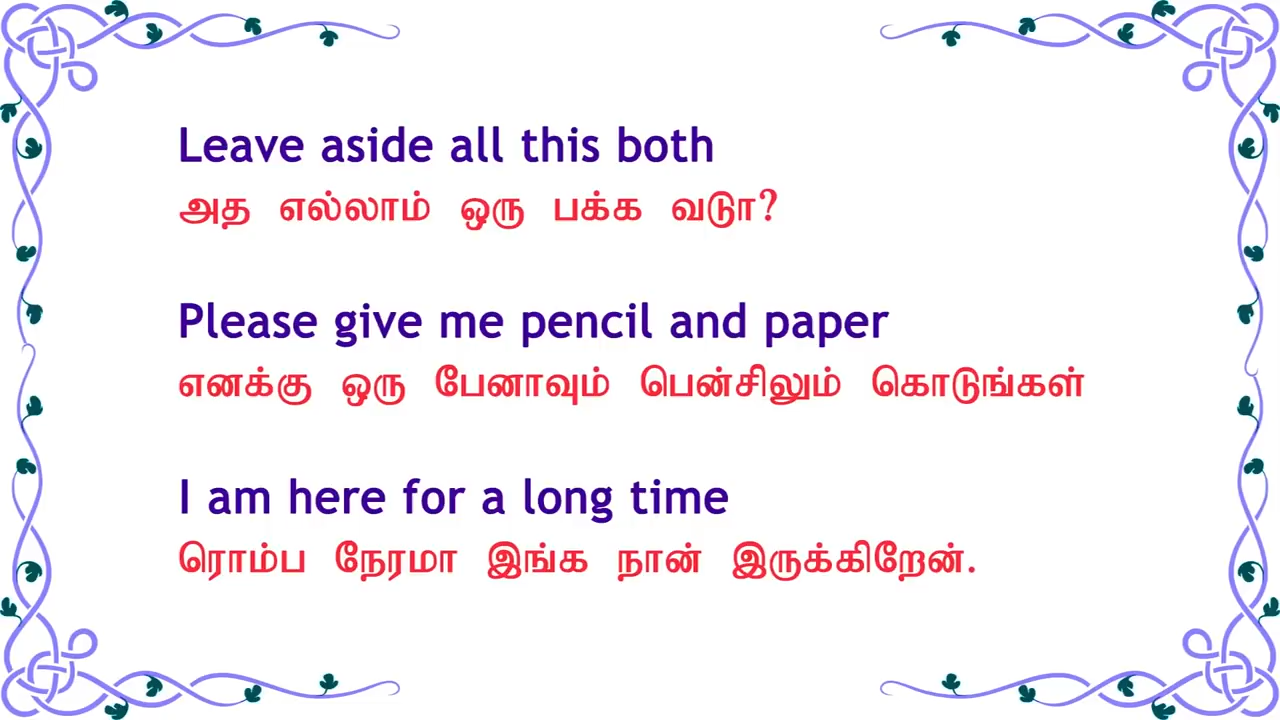 Leave aside all this both
அத எல்லாம் ஒரு பக்க வடூா?
Please give me pencil and paper
எனக்கு ஒரு பேனாவும் பென்சிலும் கொடுங்கள்
I am here for a long time
ரொம்ப நேரமா இங்க நான் இருக்கிறேன்.